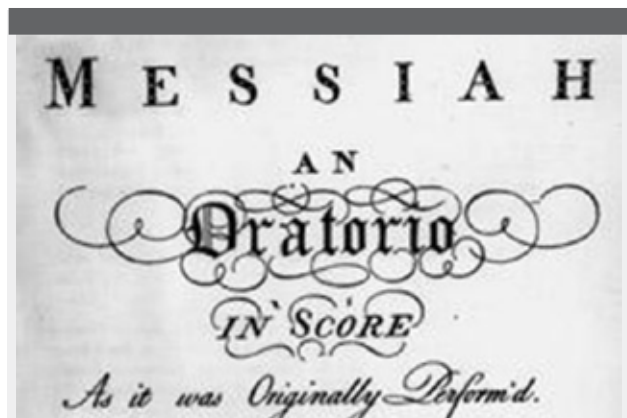 MESSIAH
AN
Oratorio
IN SCORE
As it was Originally Perform'd.